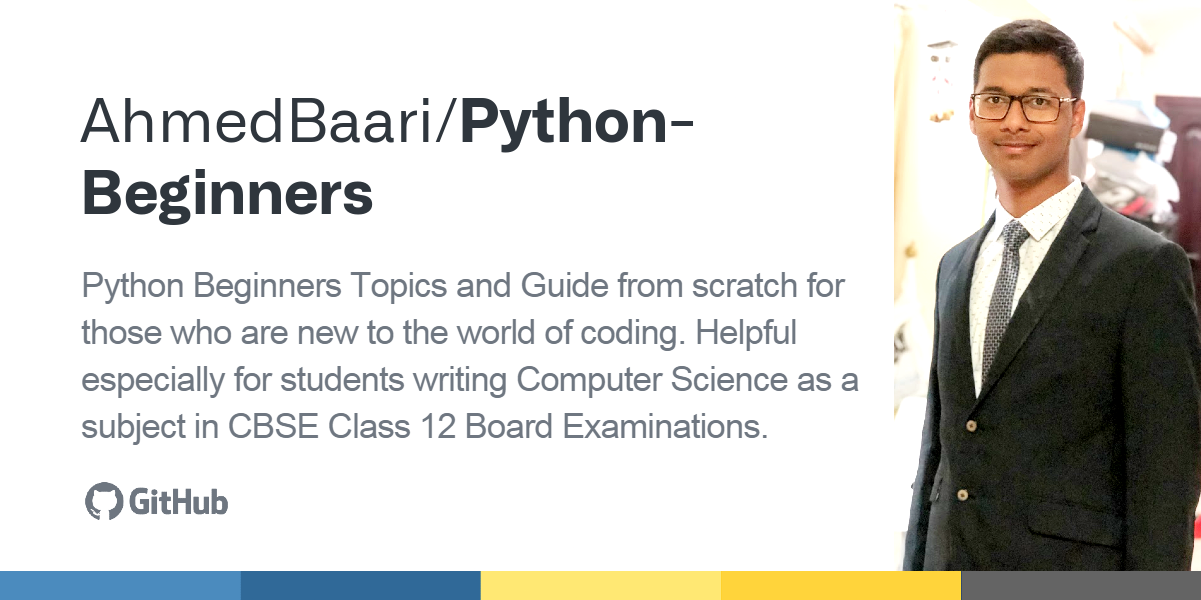 AhmedBaari/Python-
Beginners
Python Beginners Topics and Guide from scratch for
those who are new to the world of coding. Helpful
especially for students writing Computer Science as a
subject in CBSE Class 12 Board Examinations.
GitHub